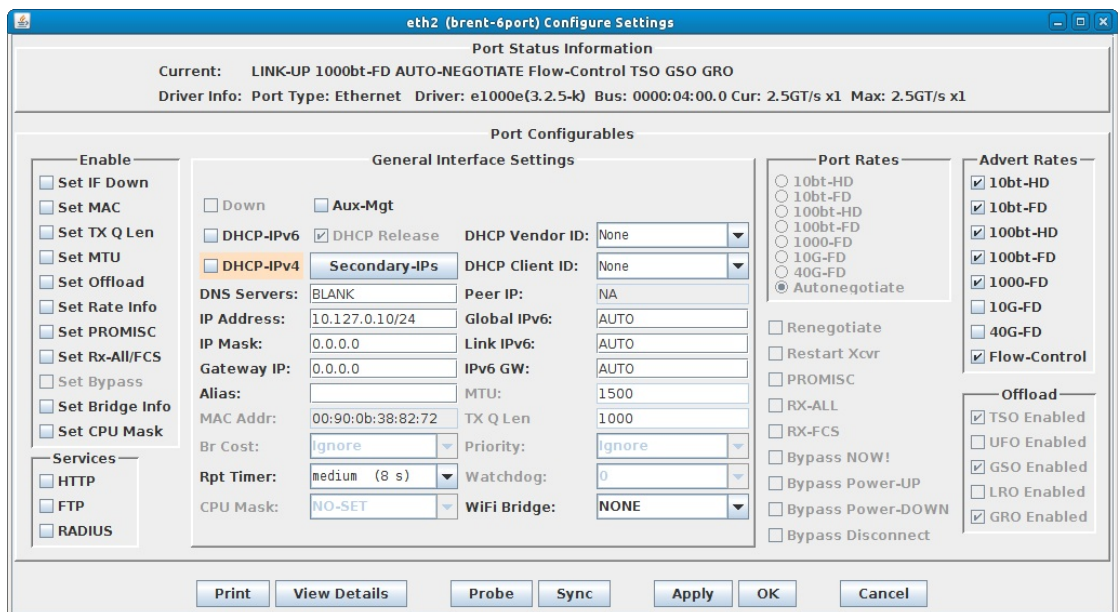 eth2 (brent-6port) Configure Settings
Port Status Information
Current: LINK-UP 1000bt-FD AUTO-NEGOTIATE Flow-Control TSO GSO GRO
Driver Info: Port Type: Ethernet Driver: e1000e(3.2.5-k) Bus: 0000:04:00.0 Cur: 2.5GT/s x1 Max: 2.5GT/s x1
Port Configurables
Enable
Set IF Down
Set MAC
Set TX Q Len
Set MTU
Set Offload
Set Rate Info
Set PROMISC
Set Rx-All/FCS
Set Bypass
Set Bridge Info
Set CPU Mask
Services
HTTP
FTP
RADIUS
General Interface Settings
Down Aux-Mgt
DHCP-IPv6 DHCP Release DHCP Vendor ID: None
DHCP-IPv4 Secondary-IPs DHCP Client ID: None
DNS Servers: BLANK Peer IP: NA
IP Address: 10.127.0.10/24 Global IPv6: AUTO
IP Mask: 0.0.0.0 Link IPv6: AUTO
Gateway IP: 0.0.0.0 IPv6 GW: AUTO
Alias: MTU: 1500
MAC Addr: 00:90:0b:38:82:72 TX Q Len 1000
Br Cost: Ignore Priority: Ignore
Rpt Timer: medium (8 s) Watchdog: 0
CPU Mask: NO-SET WiFi Bridge: NONE
Port Rates
10bt-HD
10bt-FD
100bt-HD
100bt-FD
1000-FD
10G-FD
40G-FD
Autonegotiate
Renegotiate
Restart Xcvr
PROMISC
RX-ALL
RX-FCS
Bypass NOW!
Bypass Power-UP
Bypass Power-DOWN
Bypass Disconnect
Advert Rates
10bt-HD
10bt-FD
100bt-HD
100bt-FD
1000-FD
10G-FD
40G-FD
Flow-Control
Offload
TSO Enabled
UFO Enabled
GSO Enabled
LRO Enabled
GRO Enabled
Print View Details Probe Sync Apply OK Cancel